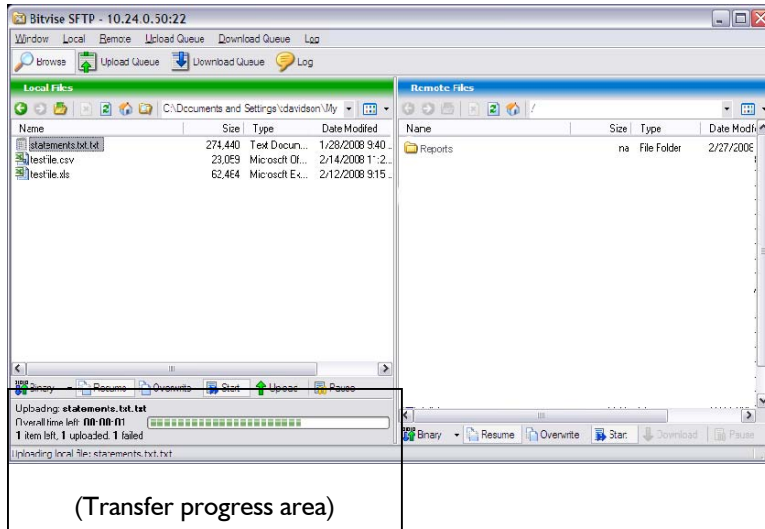 Bitvise SFTP - 10.24.0.50:22
Window Local Remote Upload Queue Download Queue Log
Browse Upload Queue Download Queue Log
Local Files
C:\Documents and Settings\cdavidson\My
Name Size Type Date Modified
statements.txt.txt 274,440 Text Docum... 1/28/2008 9:40
testfile.csv 23,059 Microsoft Of... 2/14/2008 11:2...
testfile.xls 62,464 Microsoft Ex... 2/12/2008 9:15
Binary Resume Overwrite Start Upload Pause
Uploading: statements.txt.txt
Overall time left: 00:00:01
1 item left, 1 uploaded, 1 failed
Uploading local file: statements.txt.txt
Remote Files
/
Name Size Type Date Modifi
Reports na File Folder 2/27/2008
Binary Resume Overwrite Start Download Pause
(Transfer progress area)